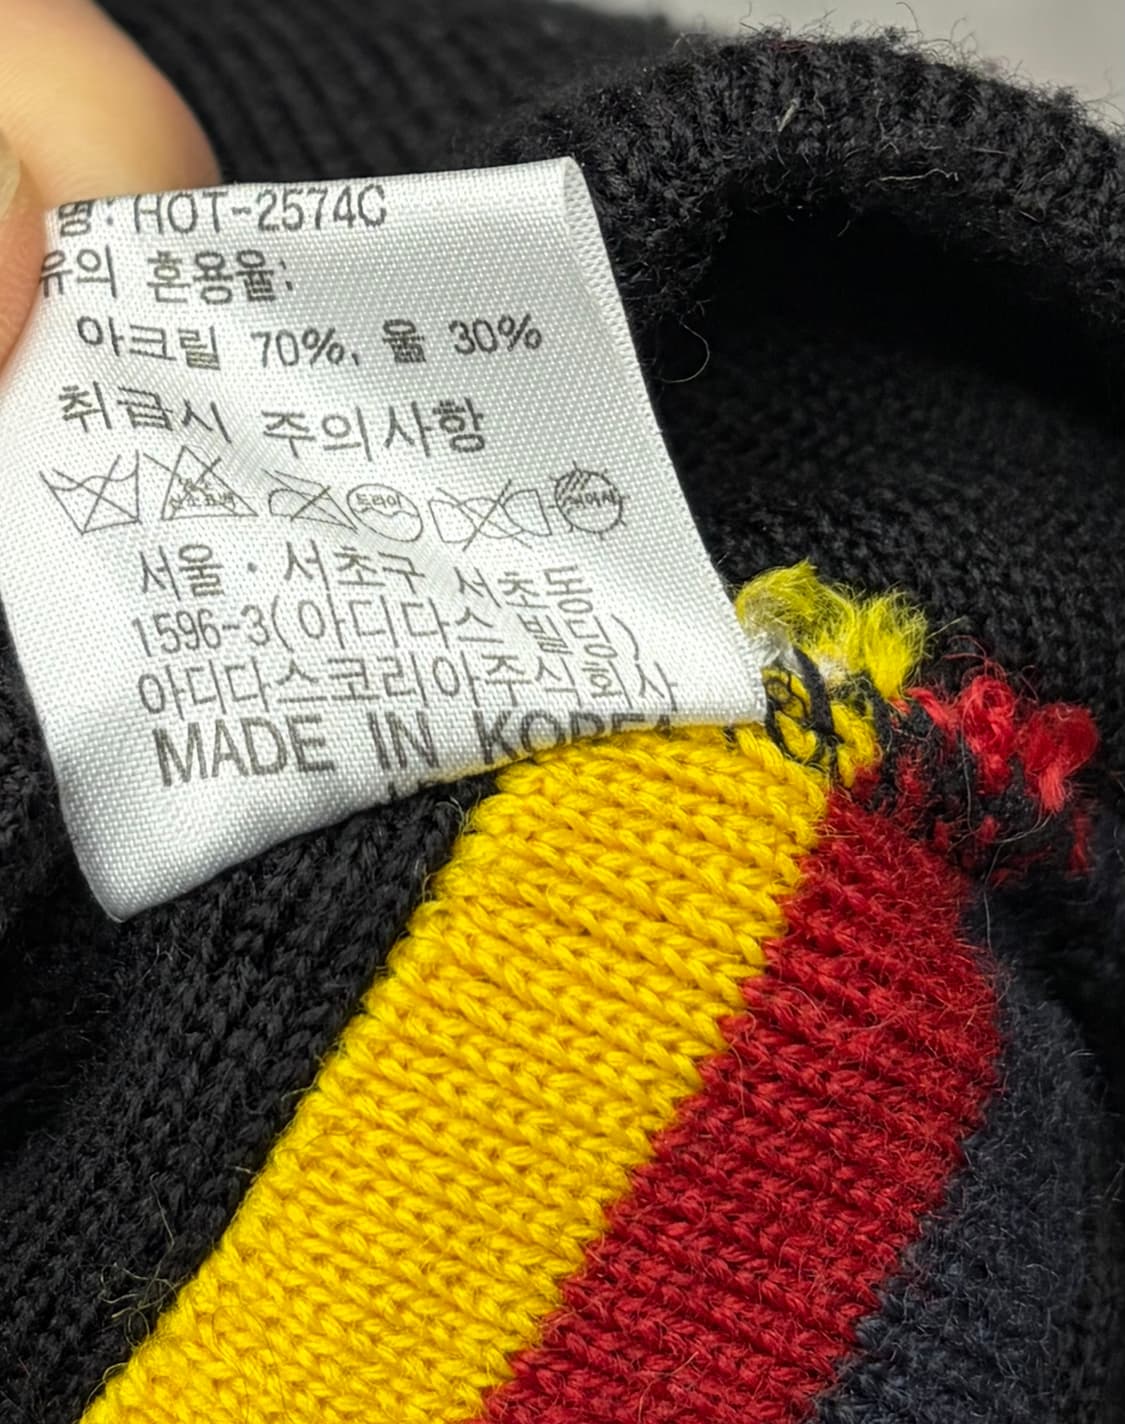 명: HOT-2574C
유의 혼용율:
아크릴 70%, 울 30%
취급시 주의사항
드라이
서울 · 서초구 서초동
1596-3(아디다스 빌딩)
아디다스코리아주식회사
MADE IN KOREA